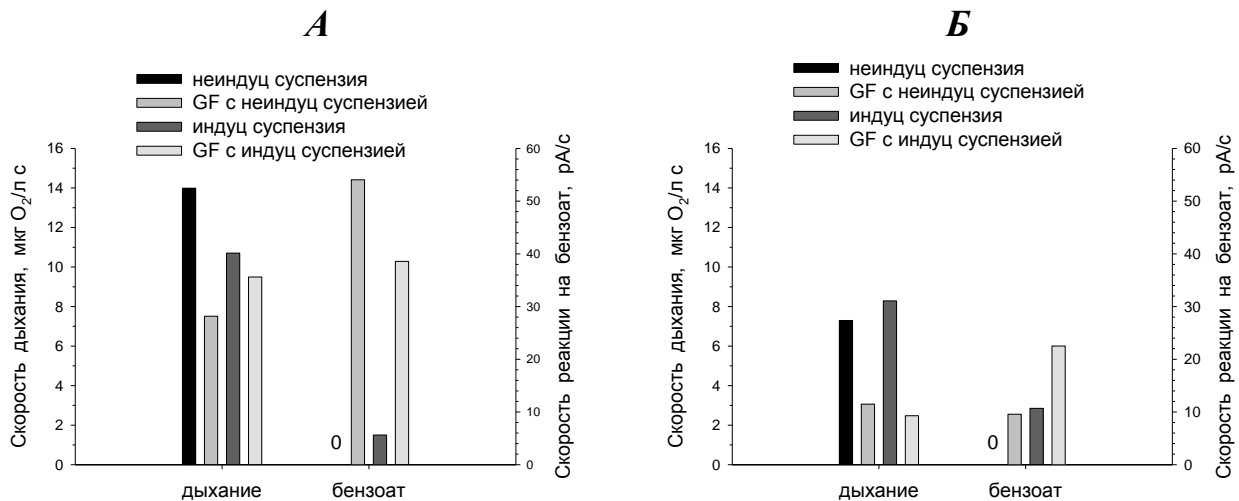 А
неиндуц суспензия
GF с неиндуц суспензией
индуц суспензия
GF с индуц суспензией
Скорость дыхания, мкг O₂/л с
16
14
12
10
8
6
4
2
0
0
60
50
40
30
20
10
0
Скорость реакции на бензоат, pA/с
дыхание
бензоат
Б
неиндуц суспензия
GF с неиндуц суспензией
индуц суспензия
GF с индуц суспензией
Скорость дыхания, мкг O₂/л с
16
14
12
10
8
6
4
2
0
0
60
50
40
30
20
10
0
Скорость реакции на бензоат, pA/с
дыхание
бензоат